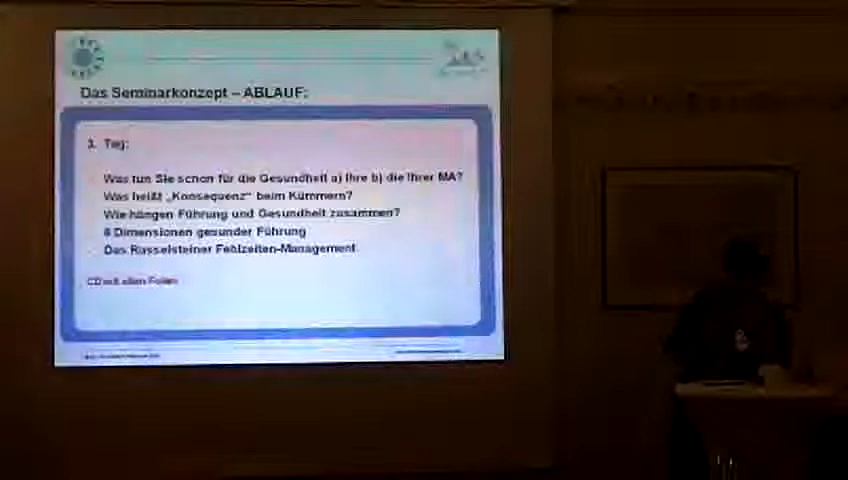 Das Seminarkonzept – ABLAUF:
3. Tag:
Was tun Sie schon für die Gesundheit a) Ihre b) die Ihrer MA?
Was heißt „Konsequenz“ beim Kümmern?
Wie hängen Führung und Gesundheit zusammen?
6 Dimensionen gesunder Führung
Das Rasselsteiner Fehlzeiten-Management
CD mit allen Folien